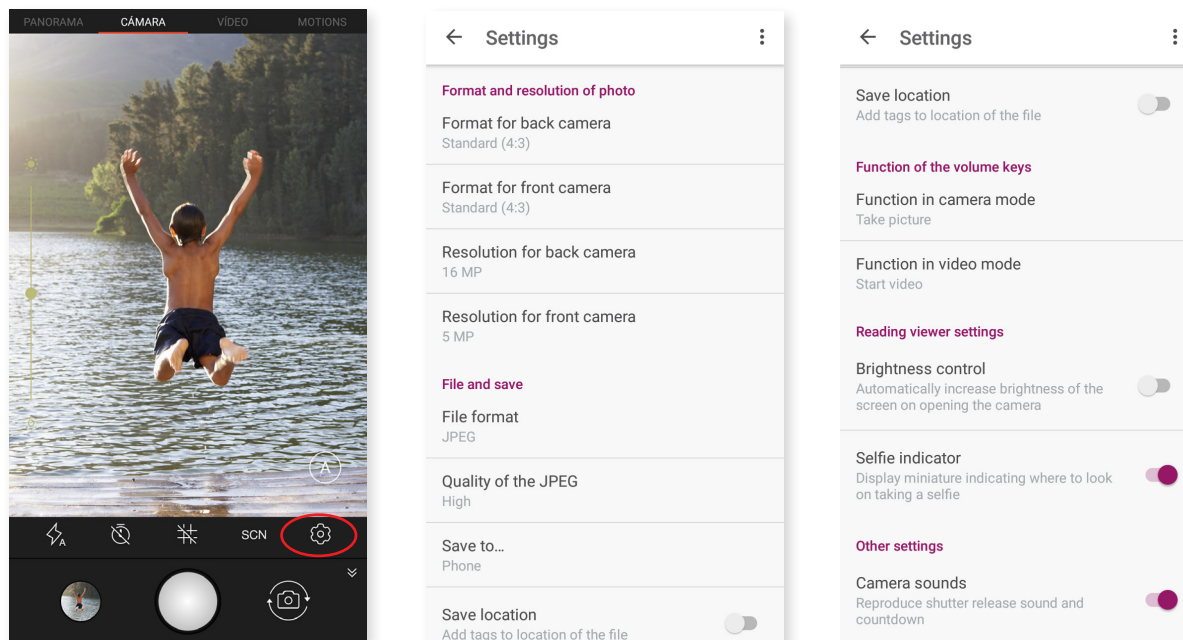 PANORAMA CÁMARA VÍDEO MOTIONS
A
A
SCN
Settings
Format and resolution of photo
Format for back camera
Standard (4:3)
Format for front camera
Standard (4:3)
Resolution for back camera
16 MP
Resolution for front camera
5 MP
File and save
File format
JPEG
Quality of the JPEG
High
Save to...
Phone
Save location
Add tags to location of the file
Settings
Save location
Add tags to location of the file
Function of the volume keys
Function in camera mode
Take picture
Function in video mode
Start video
Reading viewer settings
Brightness control
Automatically increase brightness of the
screen on opening the camera
Selfie indicator
Display miniature indicating where to look
on taking a selfie
Other settings
Camera sounds
Reproduce shutter release sound and
countdown